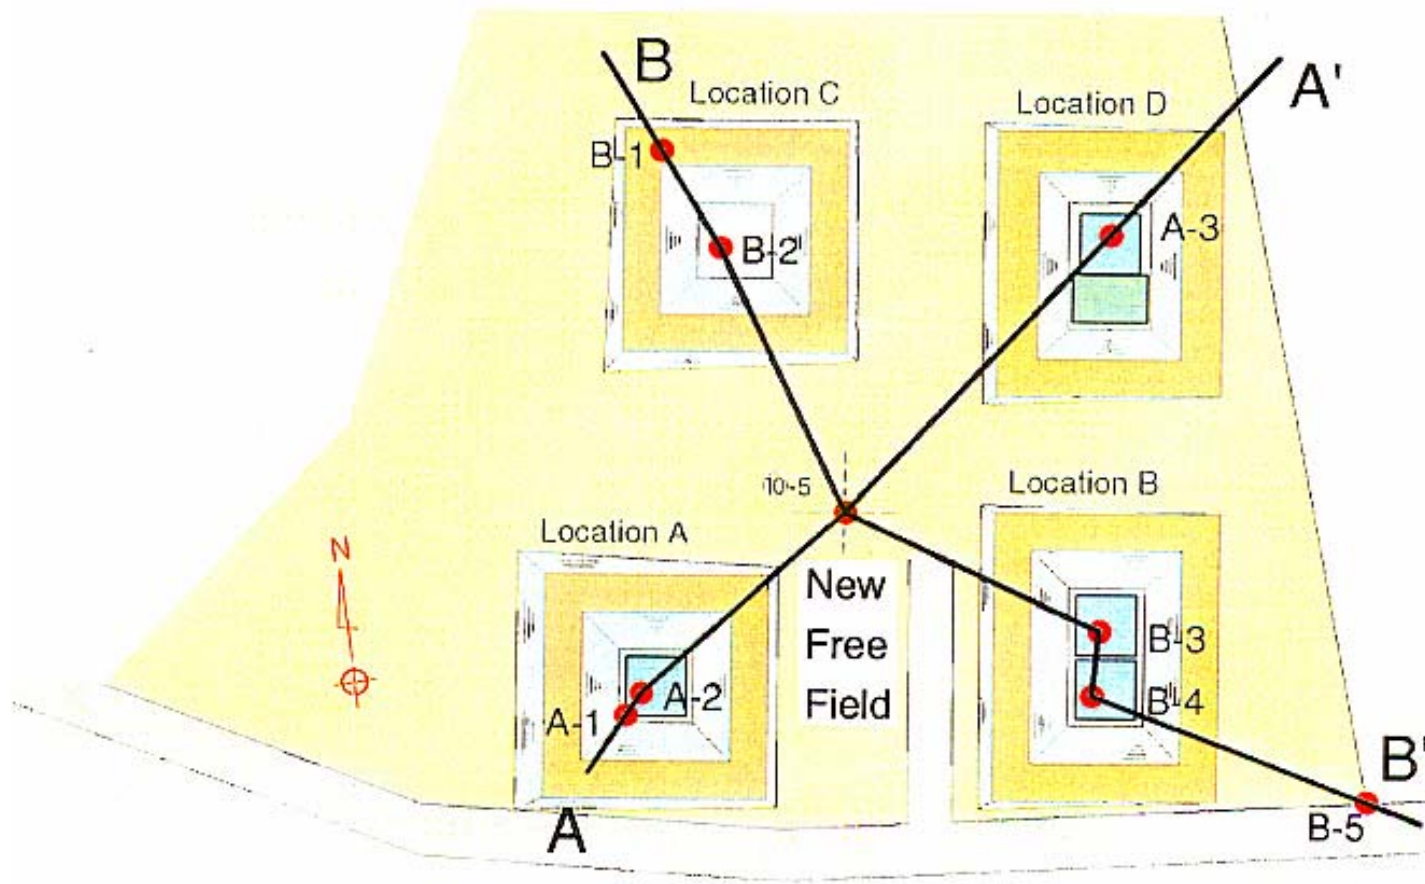 B
A'
Location C
Location D
B-1
B-2
A-3
10-5
Location B
Location A
N
New
Free
Field
B-3
A-2
B-4
A-1
B'
A
B-5